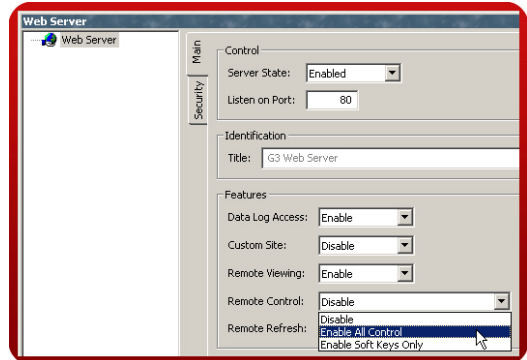 Web Server
Web Server
Main
Security
Control
Server State: Enabled
Listen on Port: 80
Identification
Title: G3 Web Server
Features
Data Log Access: Enable
Custom Site: Disable
Remote Viewing: Enable
Remote Control: Disable
Disable
Enable All Control
Remote Refresh: Enable Soft Keys Only